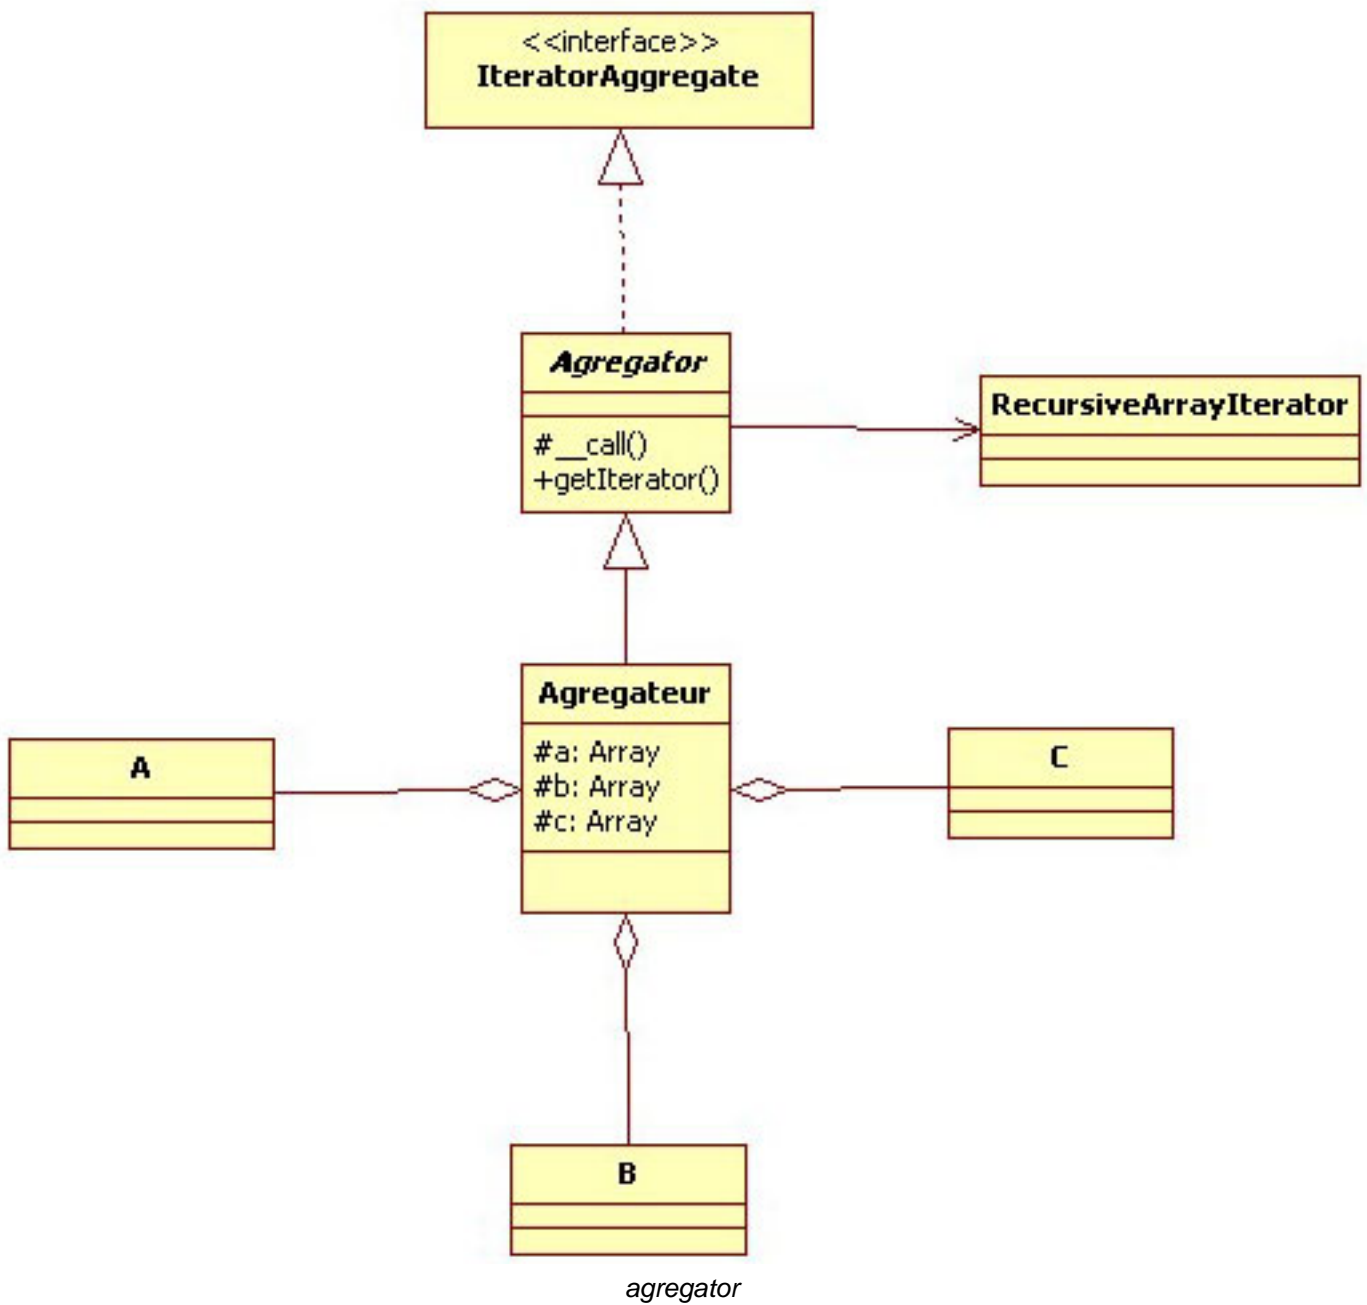 <<interface>>
IteratorAggregate
Agregator
#__call()
+getIterator()
RecursiveArrayIterator
Agregateur
#a: Array
#b: Array
#c: Array
A
C
B
agregator